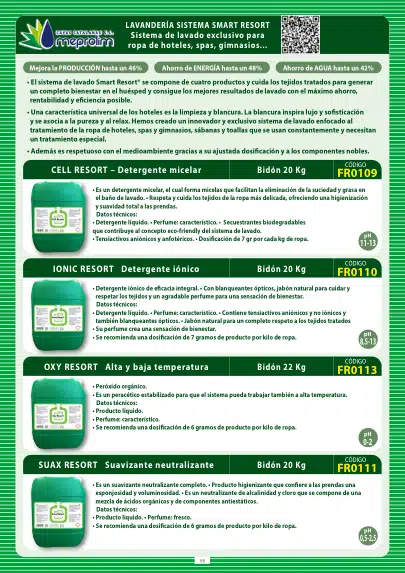 LAVANDERÍA SISTEMA SMART RESORT
Sistema de lavado exclusivo para
ropa de hoteles, spas, gimnasios...
meprolim
Mejora la PRODUCCIÓN hasta un 46%
Ahorro de ENERGÍA hasta un 48%
Ahorro de AGUA hasta un 42%
• El sistema de lavado Smart Resort® se compone de cuatro productos y cuida los tejidos tratados para generar
un completo bienestar en el huésped y consigue los mejores resultados de lavado con el máximo ahorro,
rentabilidad y eficiencia posible.
• Una característica universal de los hoteles es la limpieza y blancura. La blancura inspira lujo y sofisticación
y se asocia a la pureza y al relax. Hemos creado un innovador y exclusivo sistema de lavado enfocado al
tratamiento de la ropa de hoteles, spas y gimnasios, sábanas y toallas que se usan constantemente y necesitan
un tratamiento especial.
• Además es respetuoso con el medioambiente gracias a su ajustada dosificación y a los componentes nobles.
CELL RESORT – Detergente micelar
Bidón 20 Kg
CÓDIGO
FR0109
• Es un detergente micelar, el cual forma micelas que facilitan la eliminación de la suciedad y grasa en
el baño de lavado. • Respeta y cuida los tejidos de la ropa más delicada, ofreciendo una higienización
y suavidad total a las prendas.
Datos técnicos:
• Detergente líquido. • Perfume: característico. • Secuestrantes biodegradables
que contribuye al concepto eco-friendly del sistema de lavado.
• Tensiactivos aniónicos y anfotéricos. • Dosificación de 7 gr por cada kg de ropa.
pH
11-13
IONIC RESORT Detergente iónico
Bidón 20 Kg
CÓDIGO
FR0110
• Detergente iónico de eficacia integral. • Con blanqueantes ópticos, jabón natural para cuidar y
respetar los tejidos y un agradable perfume para una sensación de bienestar.
Datos técnicos:
• Detergente líquido. • Perfume: característico. • Contiene tensiactivos aniónicos y no iónicos y
también blanqueantes ópticos. • Jabón natural para un completo respeto a los tejidos tratados
• Su perfume crea una sensación de bienestar.
• Se recomienda una dosificación de 7 gramos de producto por kilo de ropa.
pH
8,5-13
OXY RESORT Alta y baja temperatura
Bidón 22 Kg
CÓDIGO
FR0113
• Peróxido orgánico.
• Es un peracético estabilizado para que el sistema pueda trabajar también a alta temperatura.
Datos técnicos:
• Producto líquido.
• Perfume: característico.
• Se recomienda una dosificación de 6 gramos de producto por kilo de ropa.
pH
0-2
SUAX RESORT Suavizante neutralizante
Bidón 20 Kg
CÓDIGO
FR0111
• Es un suavizante neutralizante completo. • Producto higienizante que confiere a las prendas una
esponjosidad y voluminosidad. • Es un neutralizante de alcalinidad y cloro que se compone de una
mezcla de ácidos orgánicos y de componentes antiestáticos.
Datos técnicos:
• Producto líquido. • Perfume: fresco.
• Se recomienda una dosificación de 6 gramos de producto por kilo de ropa.
pH
0,5-2,5